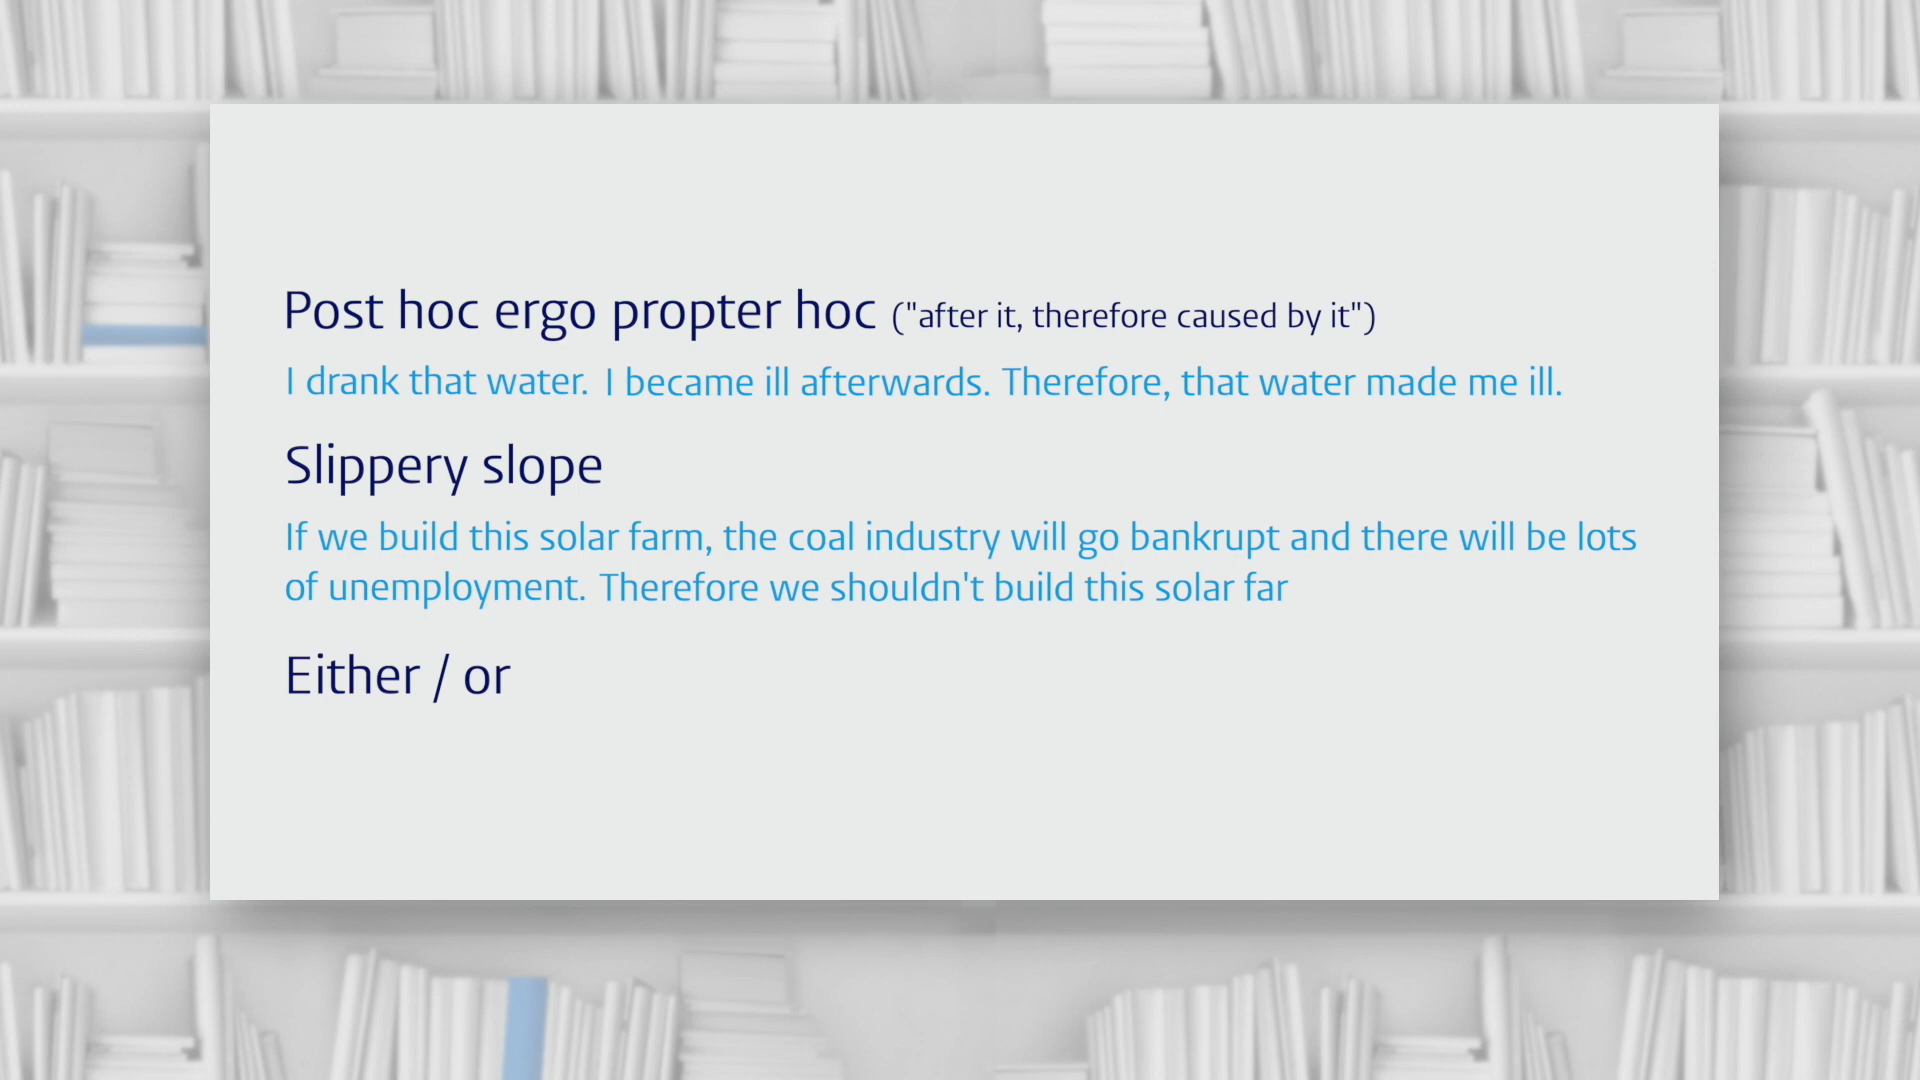 Post hoc ergo propter hoc ("after it, therefore caused by it")
I drank that water. I became ill afterwards. Therefore, that water made me ill.
Slippery slope
If we build this solar farm, the coal industry will go bankrupt and there will be lots
of unemployment. Therefore we shouldn't build this solar far
Either / or